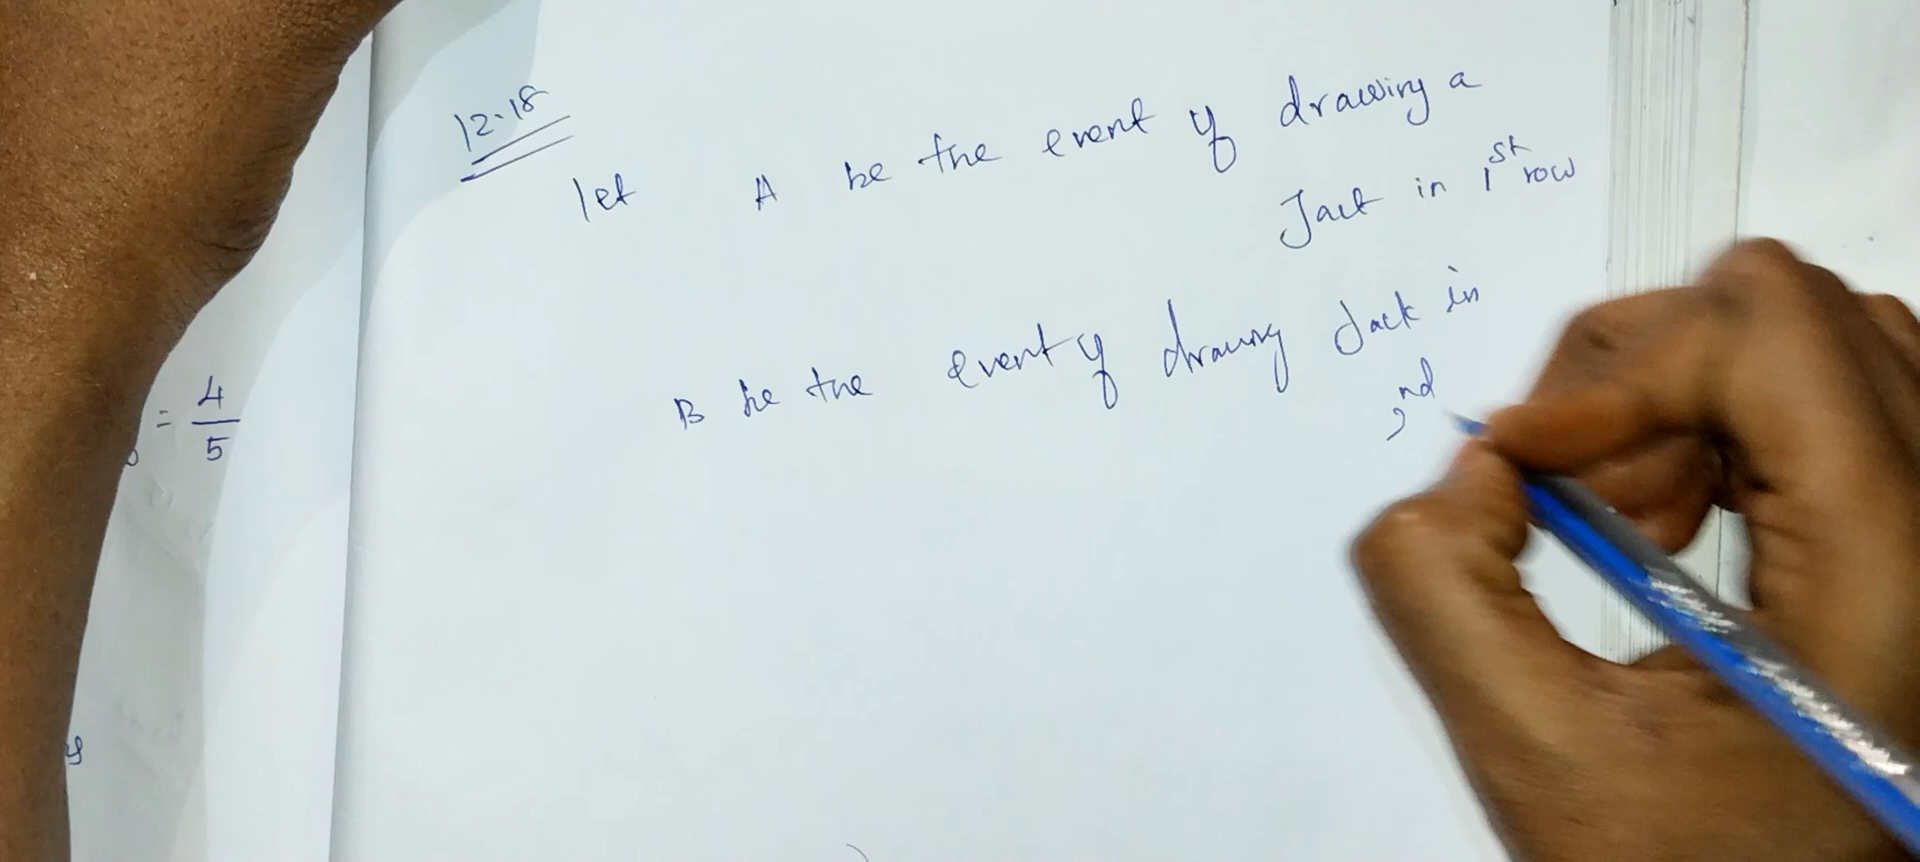 12.18
let A be the event of drawing a
Jack in 1st row
B be the event of drawing Jack in
2nd
= 4/5